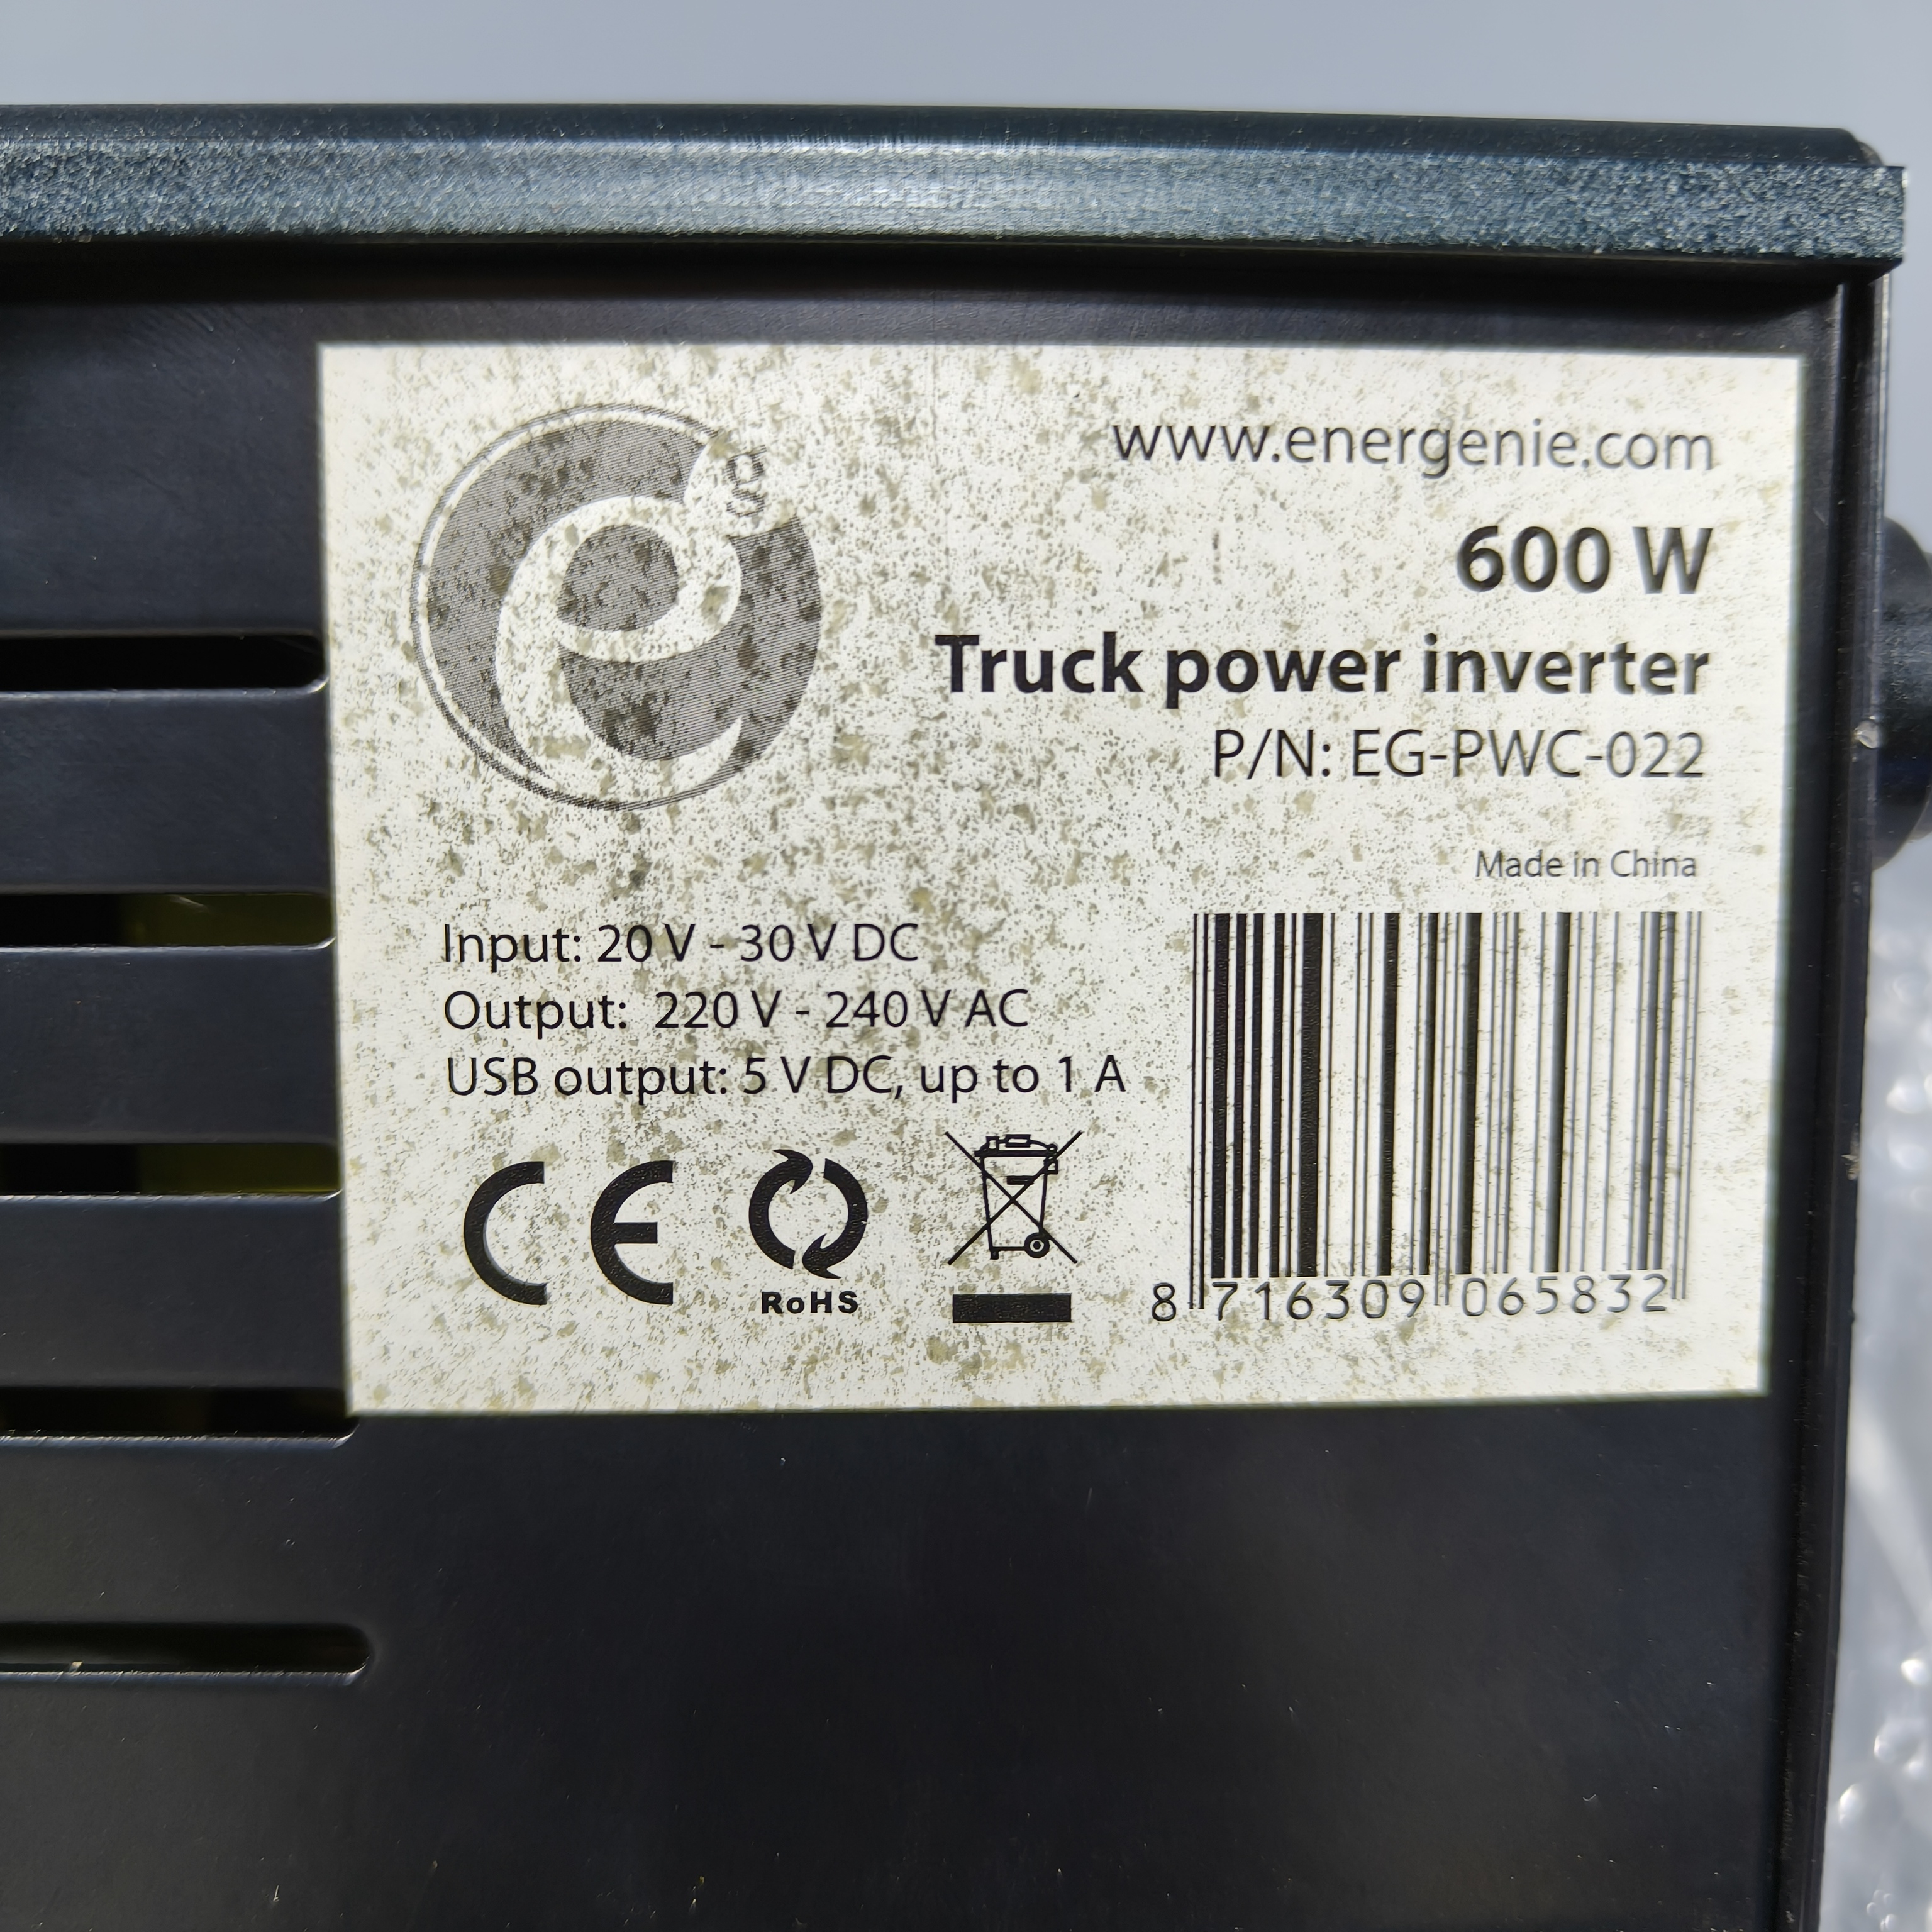 g
www.energenie.com
600 W
Truck power inverter
P/N: EG-PWC-022
Made in China
Input: 20 V - 30 V DC
Output: 220 V - 240 V AC
USB output: 5 V DC, up to 1 A
CE
RoHS
8 716309 065832